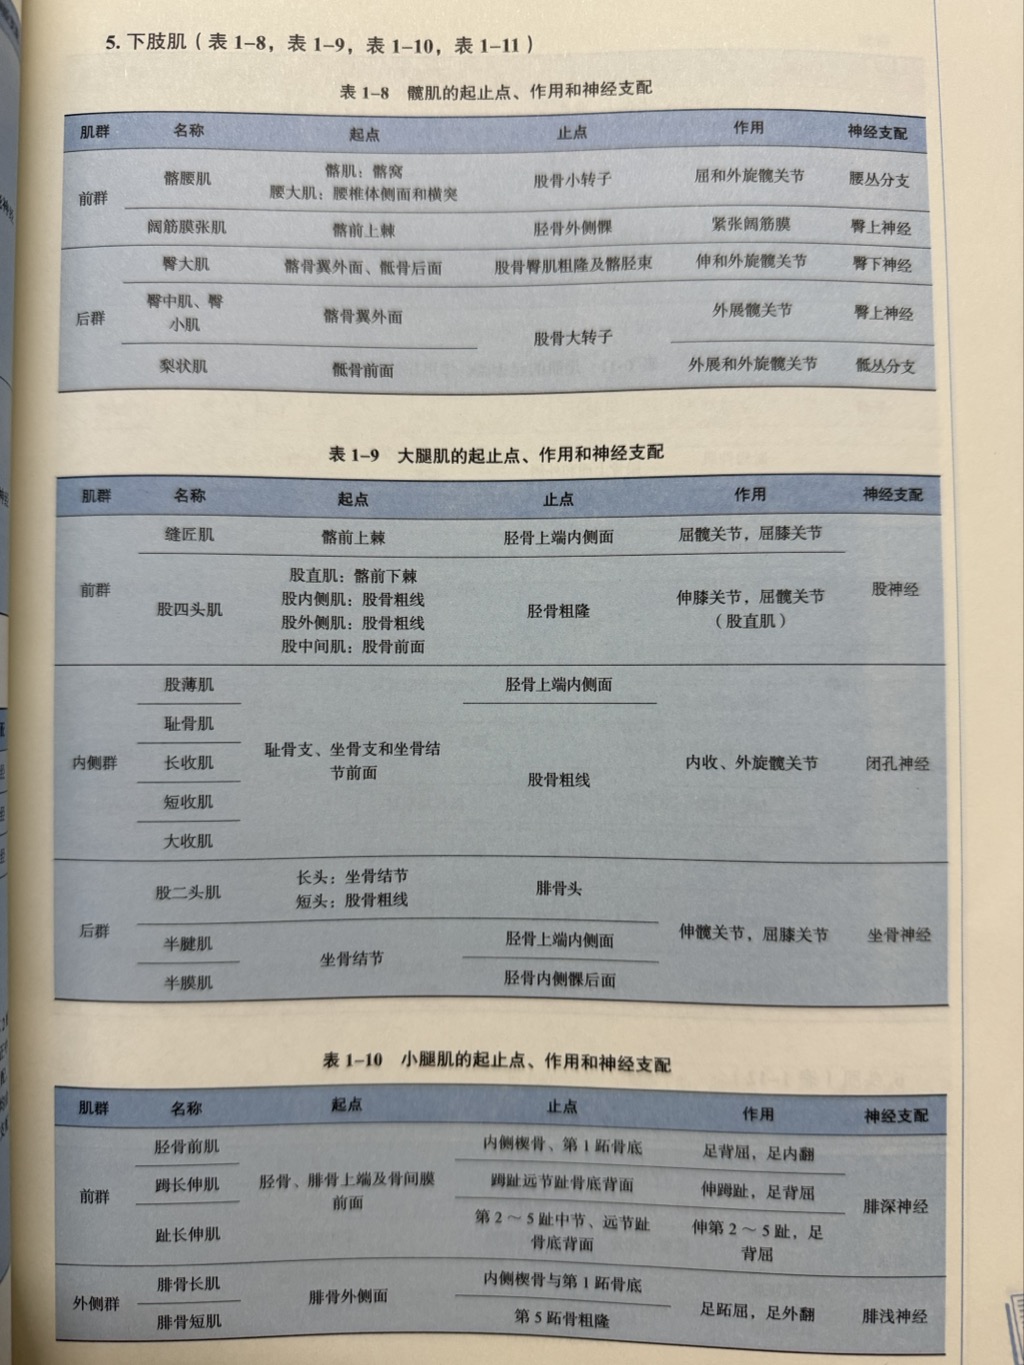 5. 下肢肌（表 1-8，表 1-9，表 1-10，表 1-11）
表 1-8 髋肌的起止点、作用和神经支配
肌群 名称 起点 止点 作用 神经支配
前群
髂腰肌
髂肌：髂窝
腰大肌：腰椎体侧面和横突
股骨小转子
屈和外旋髋关节
腰丛分支
阔筋膜张肌 髂前上棘 胫骨外侧髁 紧张阔筋膜 臀上神经
后群
臀大肌 髂骨翼外面、骶骨后面 股骨臀肌粗隆及髂胫束 伸和外旋髋关节 臀下神经
臀中肌、臀
小肌
髂骨翼外面
股骨大转子
外展髋关节
臀上神经
梨状肌 骶骨前面 外展和外旋髋关节 骶丛分支
表 1-9 大腿肌的起止点、作用和神经支配
肌群 名称 起点 止点 作用 神经支配
前群
缝匠肌 髂前上棘 胫骨上端内侧面 屈髋关节，屈膝关节
股神经
股四头肌
股直肌：髂前下棘
股内侧肌：股骨粗线
股外侧肌：股骨粗线
股中间肌：股骨前面
胫骨粗隆
伸膝关节，屈髋关节
（股直肌）
内侧群
股薄肌
耻骨肌
长收肌
短收肌
大收肌
耻骨支、坐骨支和坐骨结
节前面
胫骨上端内侧面
股骨粗线
内收、外旋髋关节
闭孔神经
后群
股二头肌
长头：坐骨结节
短头：股骨粗线
腓骨头
伸髋关节，屈膝关节
坐骨神经
半腱肌
半膜肌
坐骨结节
胫骨上端内侧面
胫骨内侧髁后面
表 1-10 小腿肌的起止点、作用和神经支配
肌群 名称 起点 止点 作用 神经支配
前群
胫骨前肌
𧿹长伸肌
趾长伸肌
胫骨、腓骨上端及骨间膜
前面
内侧楔骨、第 1 跖骨底
𧿹趾远节趾骨底背面
第 2～5 趾中节、远节趾
骨底背面
足背屈，足内翻
伸𧿹趾，足背屈
伸第 2～5 趾，足
背屈
腓深神经
外侧群
腓骨长肌
腓骨短肌
腓骨外侧面
内侧楔骨与第 1 跖骨底
第 5 跖骨粗隆
足跖屈，足外翻
腓浅神经